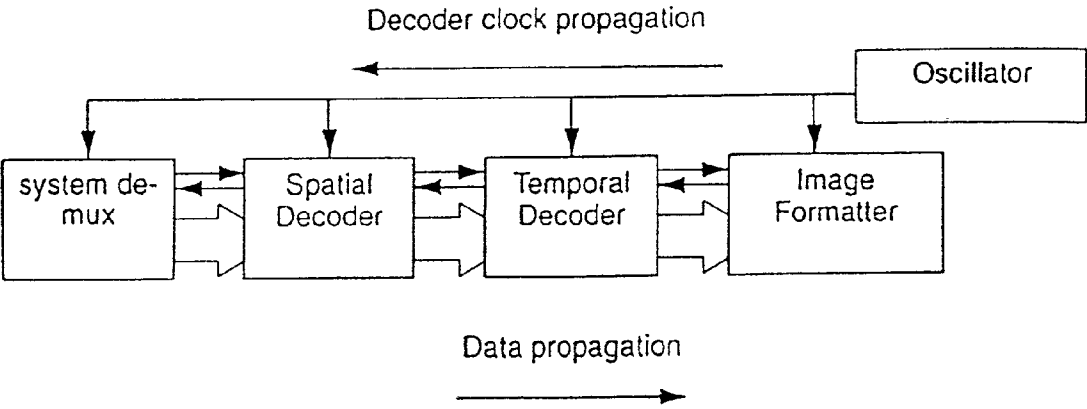 Decoder clock propagation
Oscillator
system de-
mux
Spatial
Decoder
Temporal
Decoder
Image
Formatter
Data propagation